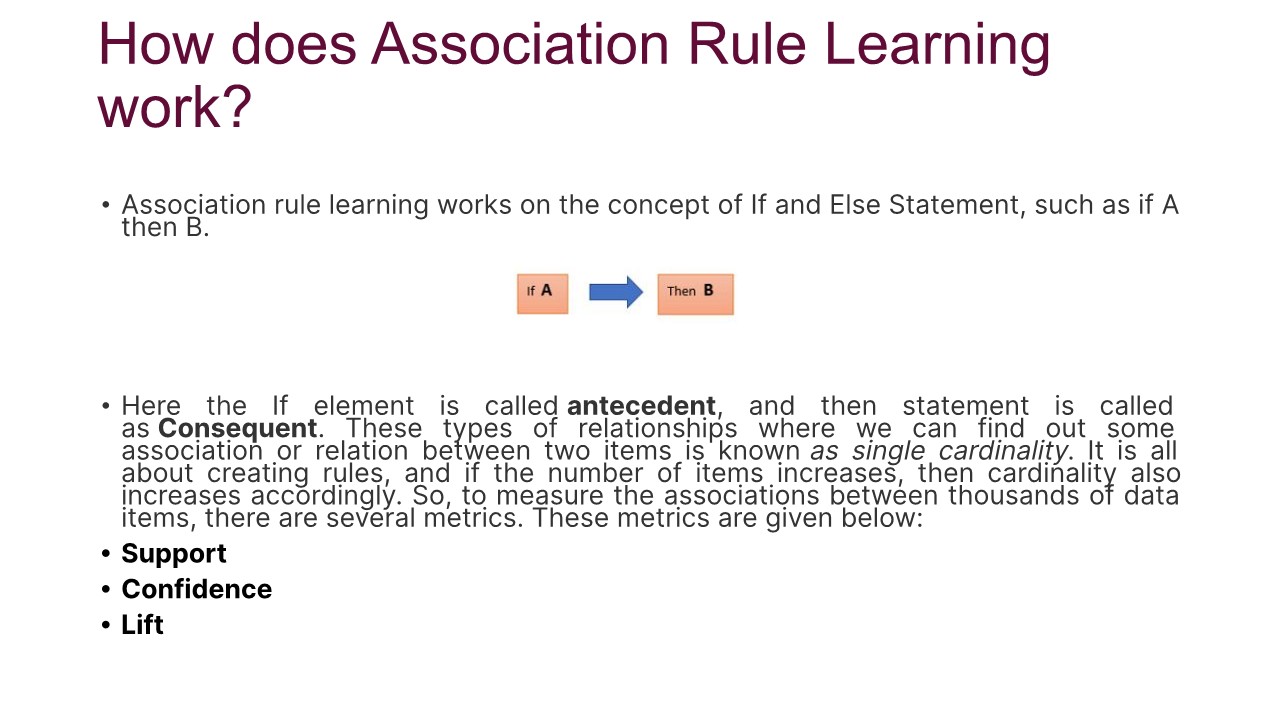 How does Association Rule Learning
work?
• Association rule learning works on the concept of If and Else Statement, such as if A
then B.
If A
Then B
• Here the If element is called antecedent, and then statement is called
as Consequent. These types of relationships where we can find out some
association or relation between two items is known as single cardinality. It is all
about creating rules, and if the number of items increases, then cardinality also
increases accordingly. So, to measure the associations between thousands of data
items, there are several metrics. These metrics are given below:
• Support
• Confidence
• Lift